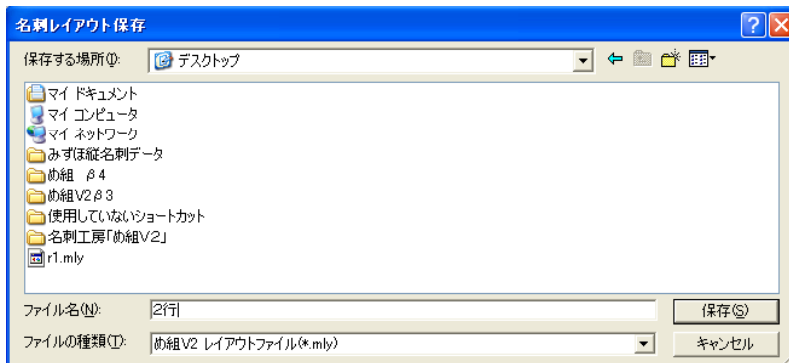 名刺レイアウト保存
保存する場所(I): デスクトップ
マイ ドキュメント
マイ コンピュータ
マイ ネットワーク
みずほ縦名刺データ
め組 β4
め組V2β3
使用していないショートカット
名刺工房「め組V2」
r1.mly
ファイル名(N): 2行 保存(S)
ファイルの種類(T): め組V2 レイアウトファイル(*.mly) キャンセル